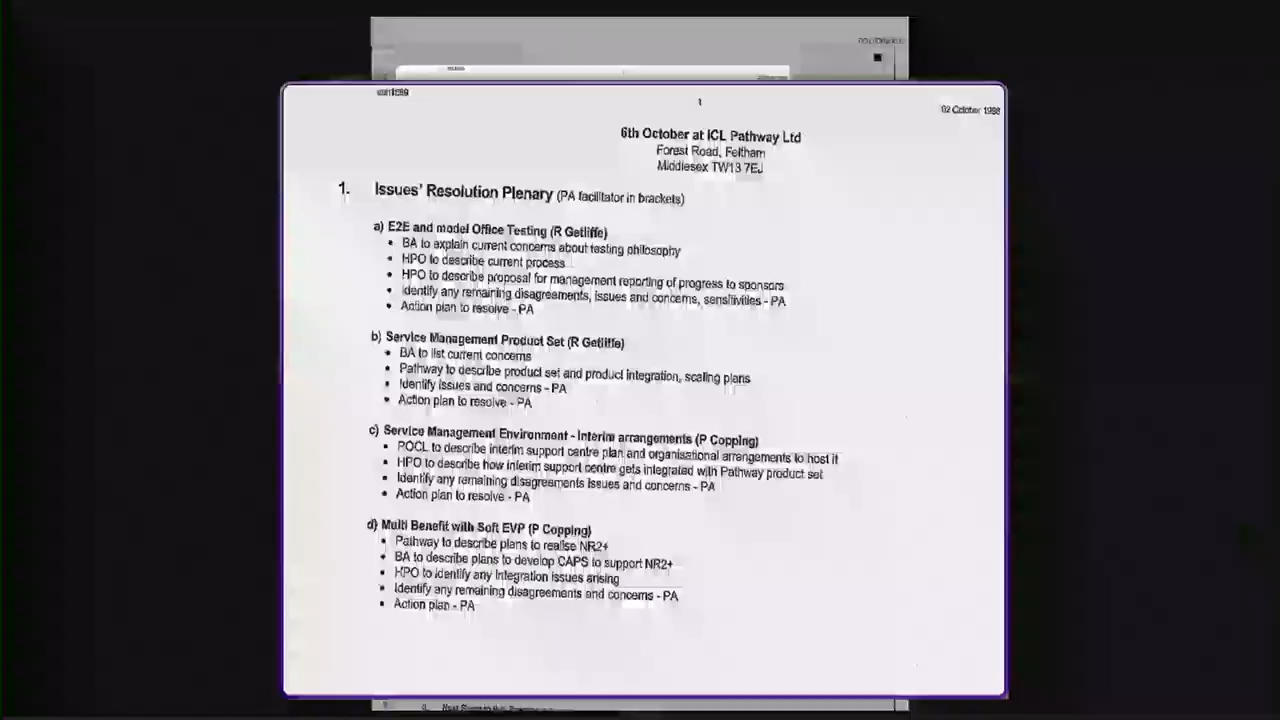 1
02 October 1998
6th October at ICL Pathway Ltd
Forest Road, Feltham
Middlesex TW13 7EJ
1. Issues' Resolution Plenary (PA facilitator in brackets)
a) E2E and model Office Testing (R Getliffe)
• BA to explain current concerns about testing philosophy
• HPO to describe current process
• HPO to describe proposal for management reporting of progress to sponsors
• Identify any remaining disagreements, issues and concerns, sensitivities - PA
• Action plan to resolve - PA
b) Service Management Product Set (R Getliffe)
• BA to list current concerns
• Pathway to describe product set and product integration, scaling plans
• Identify issues and concerns - PA
• Action plan to resolve - PA
c) Service Management Environment - Interim arrangements (P Copping)
• POCL to describe interim support centre plan and organisational arrangements to host it
• HPO to describe how interim support centre gets integrated with Pathway product set
• Identify any remaining disagreements issues and concerns - PA
• Action plan to resolve - PA
d) Multi Benefit with Soft EVP (P Copping)
• Pathway to describe plans to realise NR2+
• BA to describe plans to develop CAPS to support NR2+
• HPO to identify any integration issues arising
• Identify any remaining disagreements and concerns - PA
• Action plan - PA